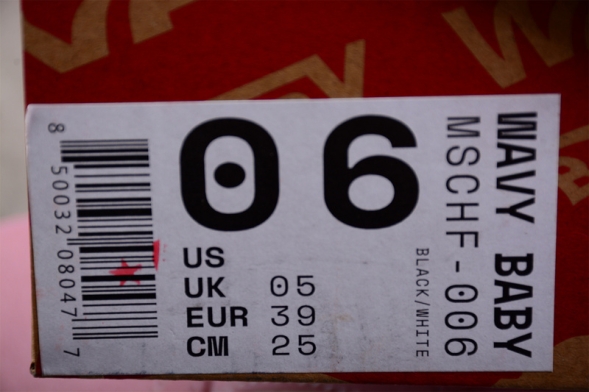 06
US
UK 05
EUR 39
CM 25
WAVY BABY
MSCHF-006
BLACK/WHITE
8 50032 08047 7